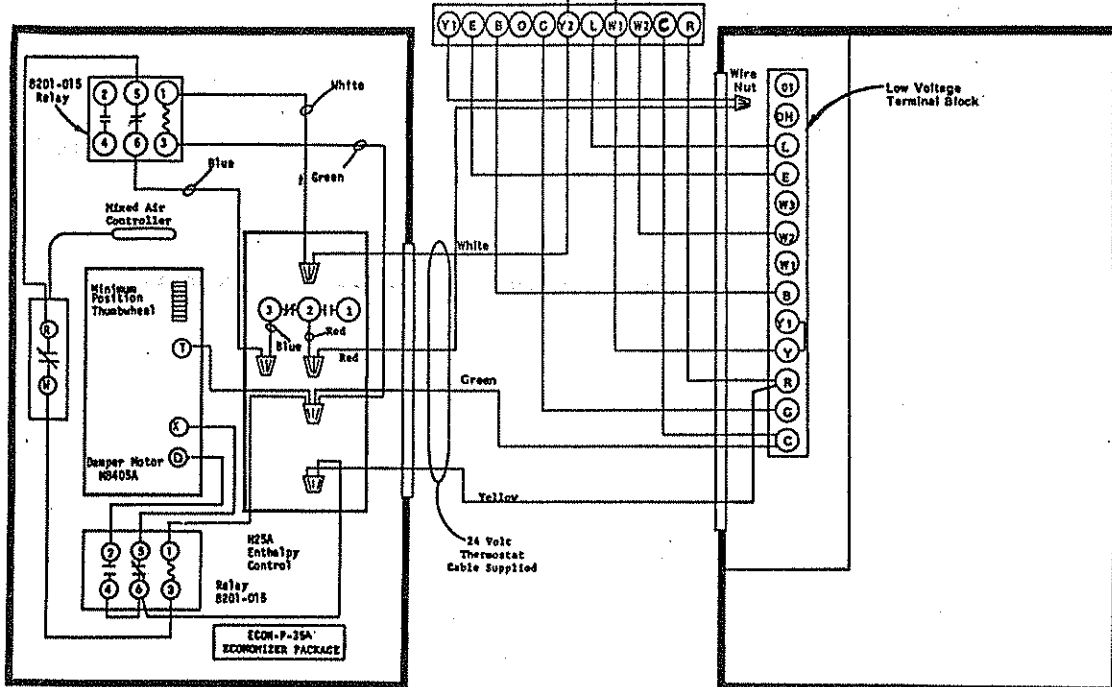 Y1 E B O G Y2 L W1 W2 C R
8201-015
Relay
2 5 1
4 6 3
White
Green
Blue
Mixed Air
Controller
Minimum
Position
Thumbwheel
R
W
T
X
D
Damper Motor
M8405A
3 2 1
Blue
Red
Red
White
Green
Yellow
H25A
Enthalpy
Control
2 5 1
4 6 3
Relay
8201-015
ECON-P-35A
ECONOMIZER PACKAGE
24 Volt
Thermostat
Cable Supplied
Wire
Nut
Low Voltage
Terminal Block
O1
DH
L
E
W3
W2
W1
B
Y1
Y
R
G
C